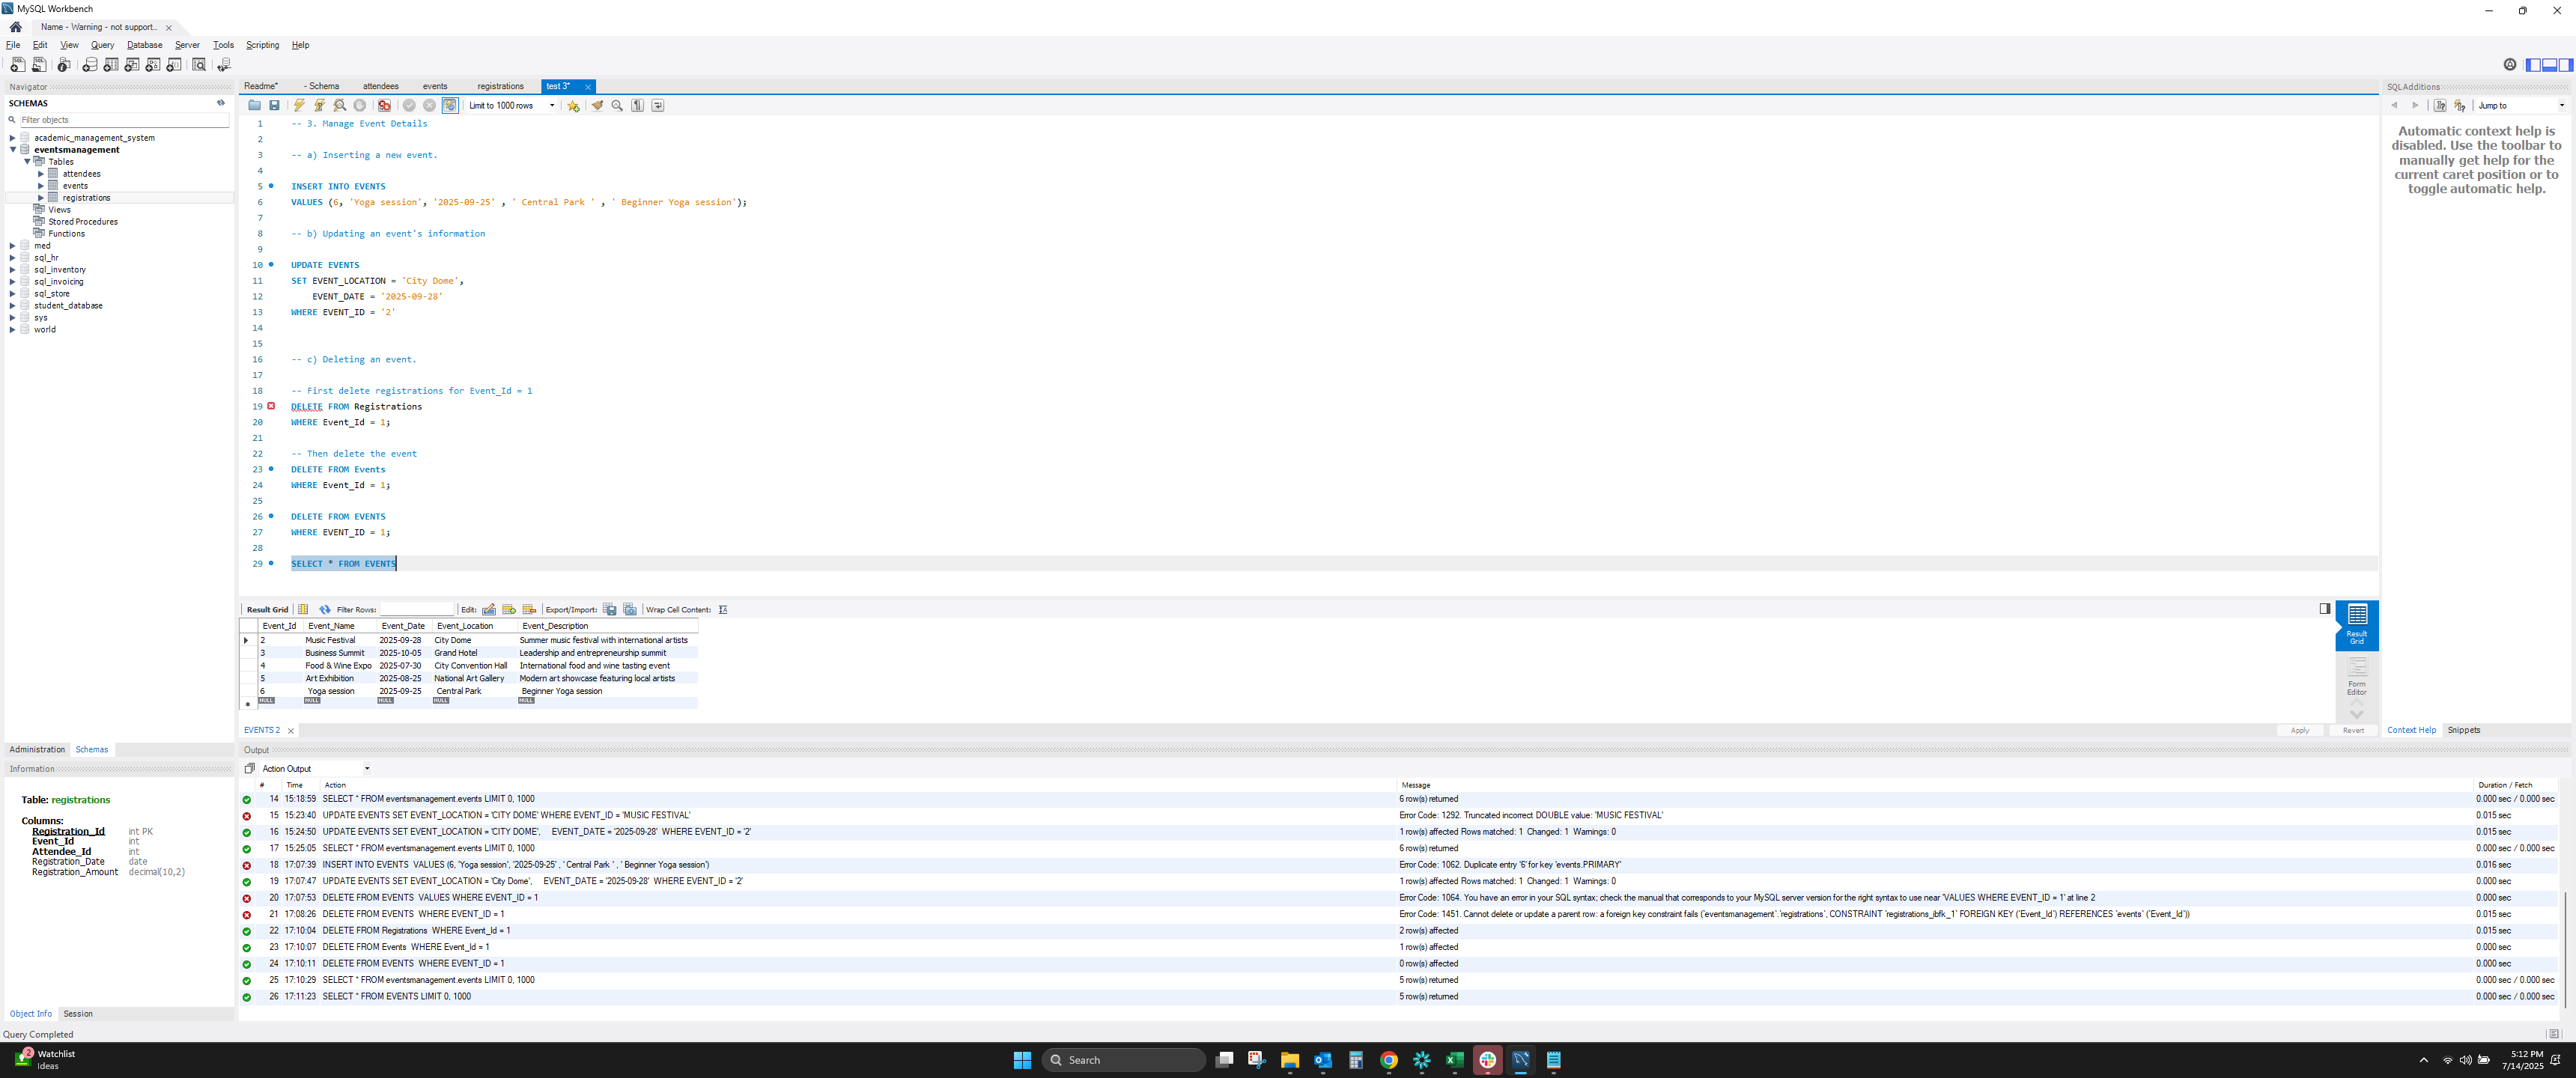 MySQL Workbench
Name - Warning - not support...
File Edit View Query Database Server Tools Scripting Help
Navigator
SCHEMAS
Filter objects
academic_management_system
eventsmanagement
Tables
attendees
events
registrations
Views
Stored Procedures
Functions
med
sql_hr
sql_inventory
sql_invoicing
sql_store
student_database
sys
world
Administration Schemas
Information
Table: registrations
Columns:
Registration_Id int PK
Event_Id int
Attendee_Id int
Registration_Date date
Registration_Amount decimal(10,2)
Object Info Session
Query Completed
Readme* - Schema attendees events registrations test 3*
Limit to 1000 rows
1 -- 3. Manage Event Details
2
3 -- a) Inserting a new event.
4
5 INSERT INTO EVENTS
6 VALUES (6, 'Yoga session', '2025-09-25' , ' Central Park ' , ' Beginner Yoga session');
7
8 -- b) Updating an event's information
9
10 UPDATE EVENTS
11 SET EVENT_LOCATION = 'City Dome',
12 EVENT_DATE = '2025-09-28'
13 WHERE EVENT_ID = '2'
14
15
16 -- c) Deleting an event.
17
18 -- First delete registrations for Event_Id = 1
19 DELETE FROM Registrations
20 WHERE Event_Id = 1;
21
22 -- Then delete the event
23 DELETE FROM Events
24 WHERE Event_Id = 1;
25
26 DELETE FROM EVENTS
27 WHERE EVENT_ID = 1;
28
29 SELECT * FROM EVENTS
Result Grid Filter Rows: Edit: Export/Import: Wrap Cell Content:
Event_Id Event_Name Event_Date Event_Location Event_Description
2 Music Festival 2025-09-28 City Dome Summer music festival with international artists
3 Business Summit 2025-10-05 Grand Hotel Leadership and entrepreneurship summit
4 Food & Wine Expo 2025-07-30 City Convention Hall International food and wine tasting event
5 Art Exhibition 2025-08-25 National Art Gallery Modern art showcase featuring local artists
6 Yoga session 2025-09-25 Central Park Beginner Yoga session
NULL NULL NULL NULL NULL
Result Grid
Form Editor
EVENTS 2
Apply Revert
Output
Action Output
# Time Action Message Duration / Fetch
14 15:18:59 SELECT * FROM eventsmanagement.events LIMIT 0, 1000 6 row(s) returned 0.000 sec / 0.000 sec
15 15:23:40 UPDATE EVENTS SET EVENT_LOCATION = 'CITY DOME' WHERE EVENT_ID = 'MUSIC FESTIVAL' Error Code: 1292. Truncated incorrect DOUBLE value: 'MUSIC FESTIVAL' 0.015 sec
16 15:24:50 UPDATE EVENTS SET EVENT_LOCATION = 'CITY DOME', EVENT_DATE = '2025-09-28' WHERE EVENT_ID = '2' 1 row(s) affected Rows matched: 1 Changed: 1 Warnings: 0 0.015 sec
17 15:25:05 SELECT * FROM eventsmanagement.events LIMIT 0, 1000 6 row(s) returned 0.000 sec / 0.000 sec
18 17:07:39 INSERT INTO EVENTS VALUES (6, 'Yoga session', '2025-09-25' , ' Central Park ' , ' Beginner Yoga session') Error Code: 1062. Duplicate entry '6' for key 'events.PRIMARY' 0.016 sec
19 17:07:47 UPDATE EVENTS SET EVENT_LOCATION = 'City Dome', EVENT_DATE = '2025-09-28' WHERE EVENT_ID = '2' 1 row(s) affected Rows matched: 1 Changed: 1 Warnings: 0 0.000 sec
20 17:07:53 DELETE FROM EVENTS VALUES WHERE EVENT_ID = 1 Error Code: 1064. You have an error in your SQL syntax; check the manual that corresponds to your MySQL server version for the right syntax to use near 'VALUES WHERE EVENT_ID = 1' at line 2 0.000 sec
21 17:08:26 DELETE FROM EVENTS WHERE EVENT_ID = 1 Error Code: 1451. Cannot delete or update a parent row: a foreign key constraint fails (`eventsmanagement`.`registrations`, CONSTRAINT `registrations_ibfk_1` FOREIGN KEY (`Event_Id`) REFERENCES `events` (`Event_Id`)) 0.015 sec
22 17:10:04 DELETE FROM Registrations WHERE Event_Id = 1 2 row(s) affected 0.015 sec
23 17:10:07 DELETE FROM Events WHERE Event_Id = 1 1 row(s) affected 0.000 sec
24 17:10:11 DELETE FROM EVENTS WHERE EVENT_ID = 1 0 row(s) affected 0.000 sec
25 17:10:29 SELECT * FROM eventsmanagement.events LIMIT 0, 1000 5 row(s) returned 0.000 sec / 0.000 sec
26 17:11:23 SELECT * FROM EVENTS LIMIT 0, 1000 5 row(s) returned 0.000 sec / 0.000 sec
SQLAdditions
Jump to
Automatic context help is
disabled. Use the toolbar to
manually get help for the
current caret position or to
toggle automatic help.
Context Help Snippets
2
Watchlist
Ideas
Search
5:12 PM
7/14/2025